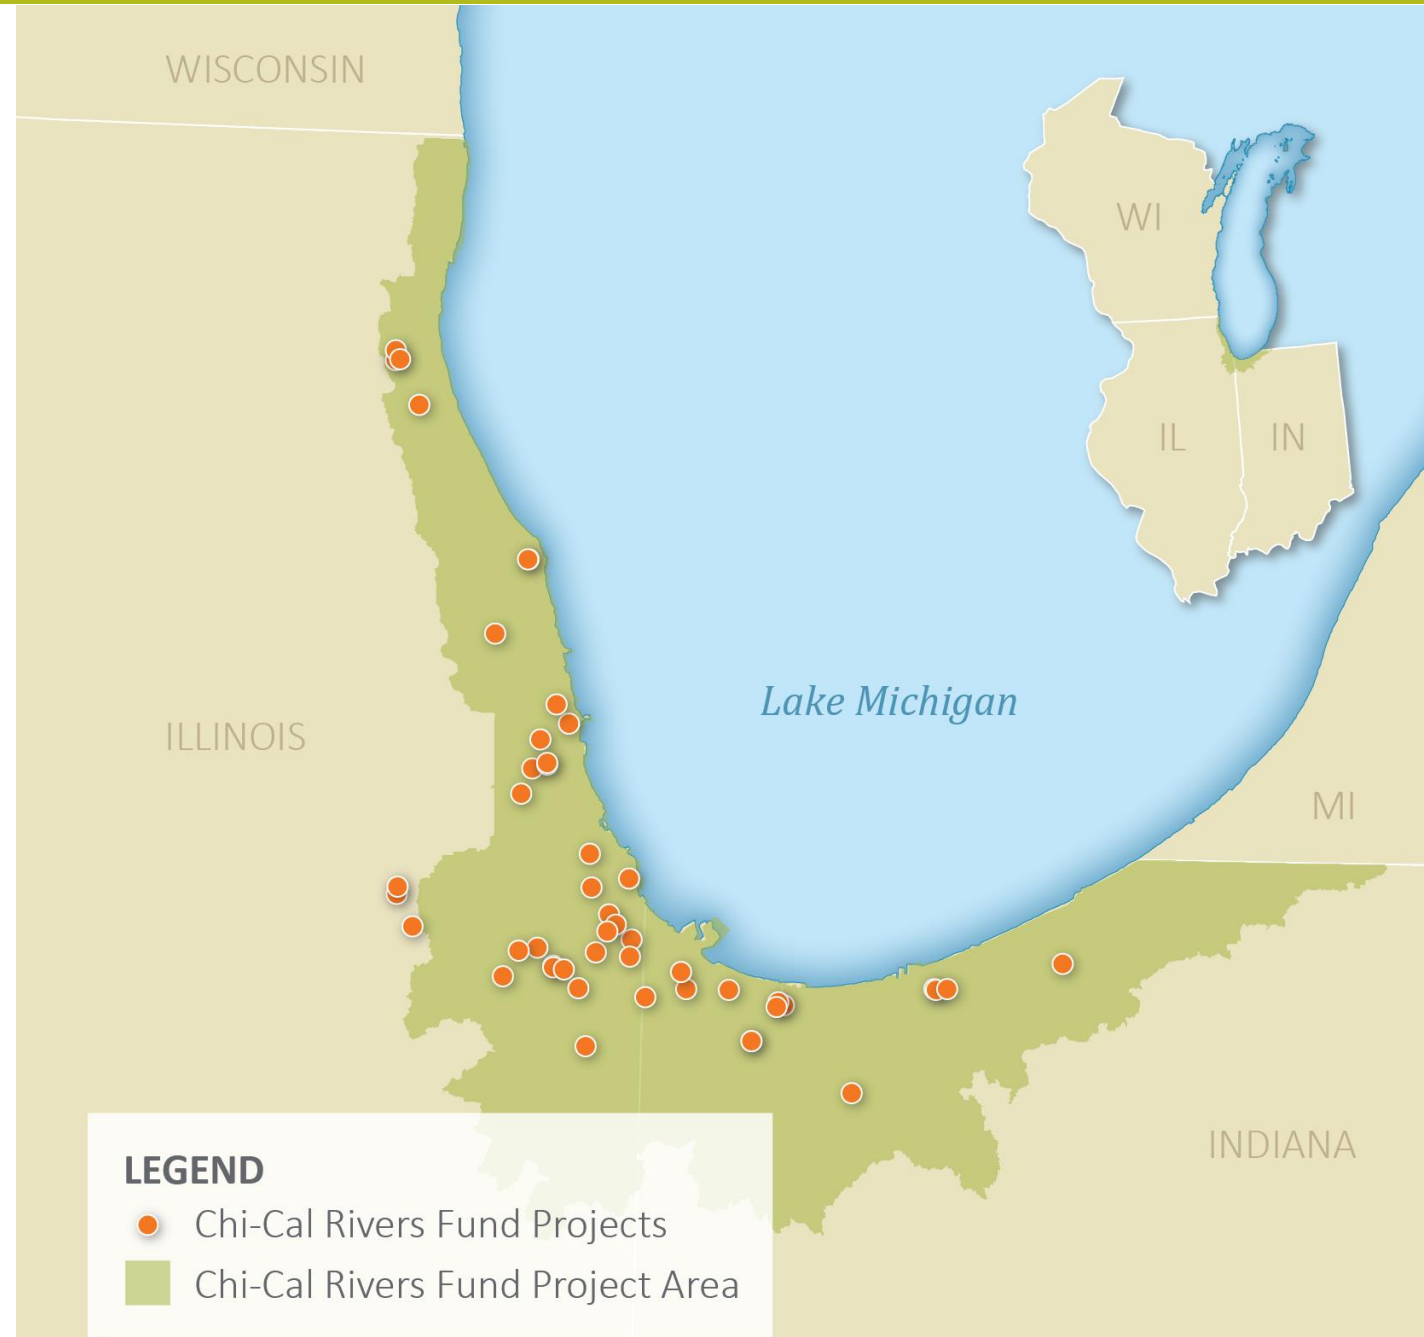 WISCONSIN
WI
IL
IN
Lake Michigan
ILLINOIS
MI
INDIANA
LEGEND
Chi-Cal Rivers Fund Projects
Chi-Cal Rivers Fund Project Area